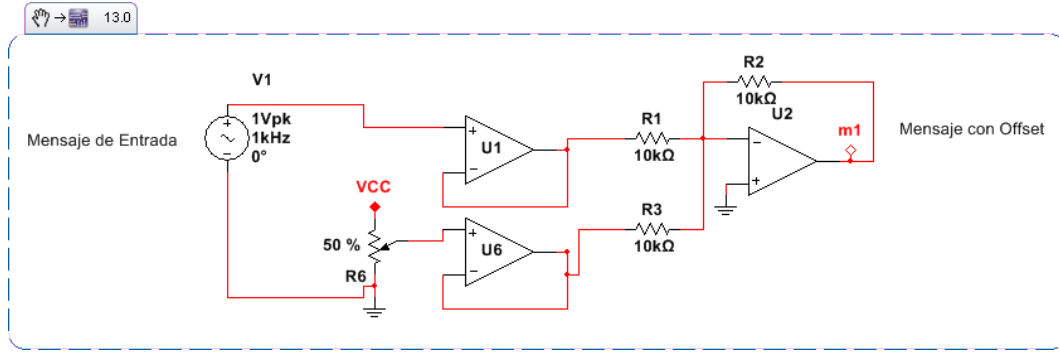 13.0
V1
1Vpk
1kHz
0°
Mensaje de Entrada
VCC
50 %
R6
+
-
U1
+
-
U6
R1
10kΩ
R3
10kΩ
R2
10kΩ
U2
-
+
m1
Mensaje con Offset